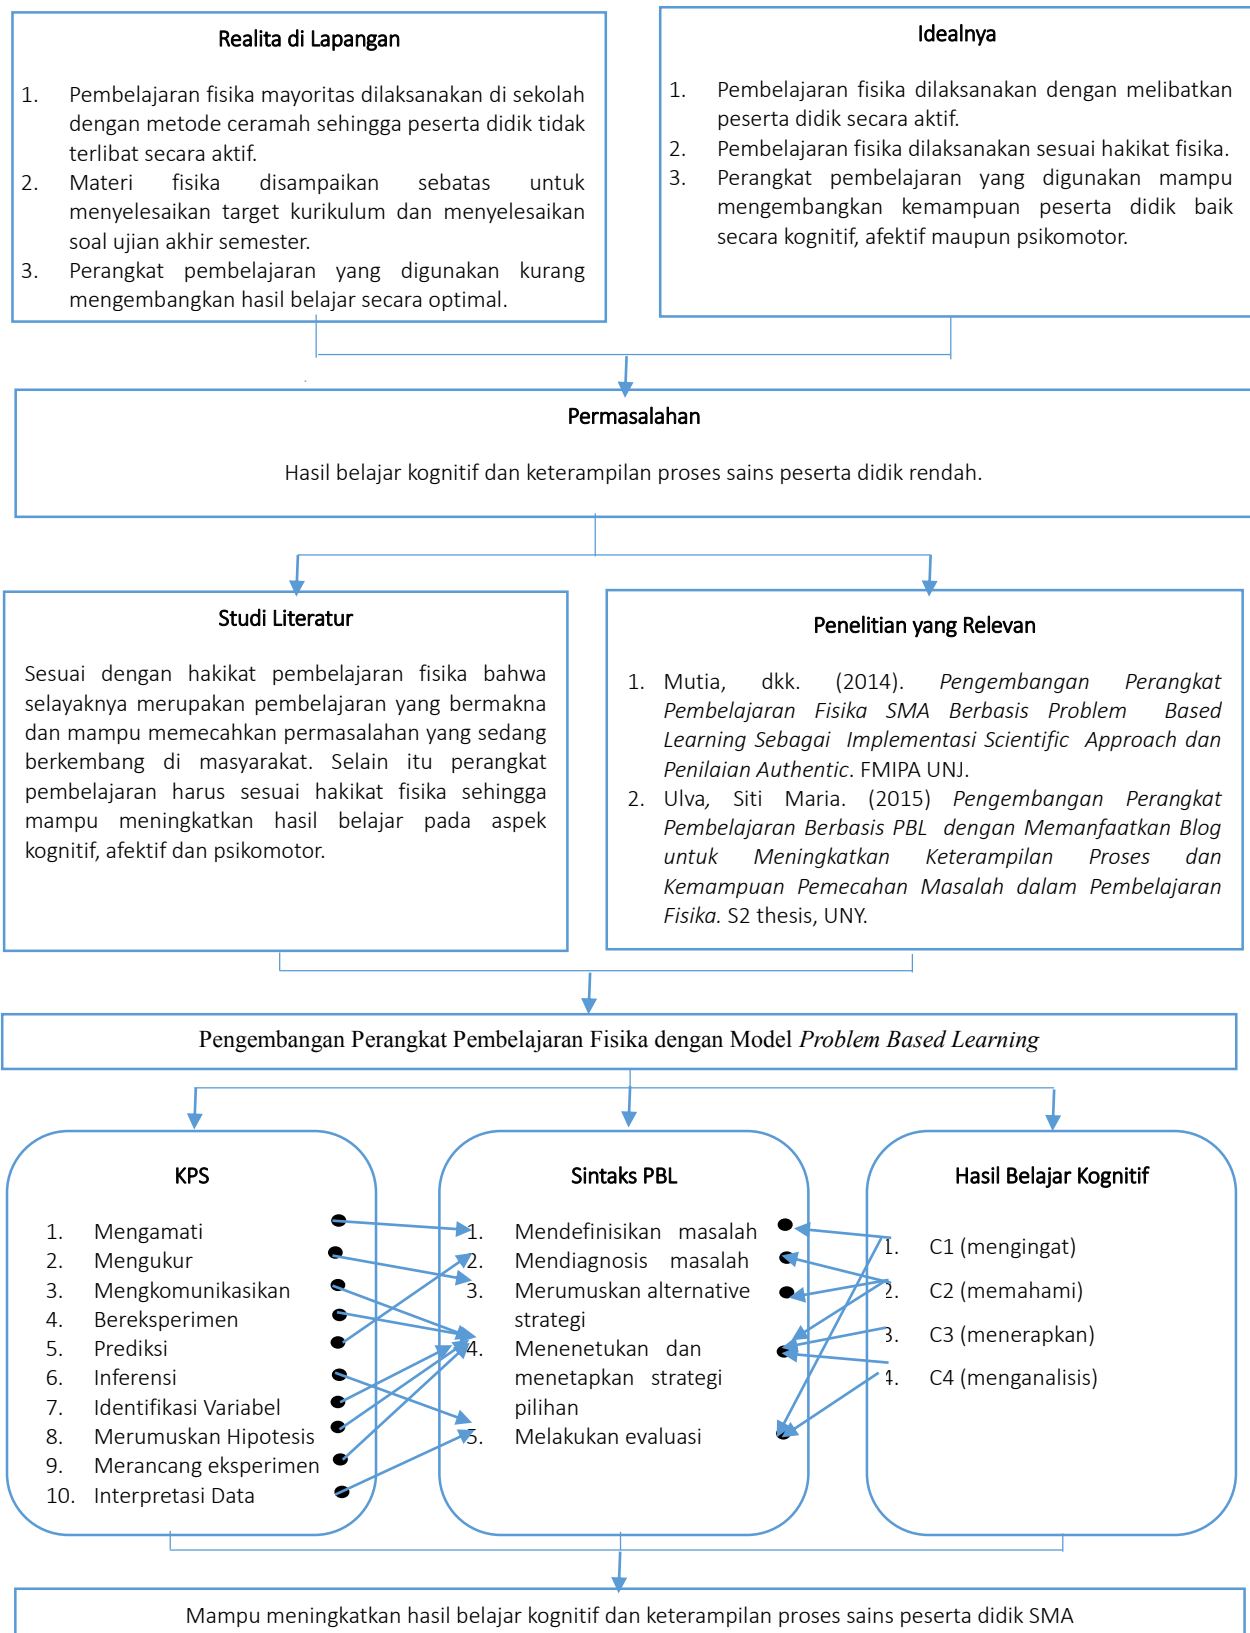 Realita di Lapangan
1. Pembelajaran fisika mayoritas dilaksanakan di sekolah
dengan metode ceramah sehingga peserta didik tidak
terlibat secara aktif.
2. Materi fisika disampaikan sebatas untuk
menyelesaikan target kurikulum dan menyelesaikan
soal ujian akhir semester.
3. Perangkat pembelajaran yang digunakan kurang
mengembangkan hasil belajar secara optimal.
Idealnya
1. Pembelajaran fisika dilaksanakan dengan melibatkan
peserta didik secara aktif.
2. Pembelajaran fisika dilaksanakan sesuai hakikat fisika.
3. Perangkat pembelajaran yang digunakan mampu
mengembangkan kemampuan peserta didik baik
secara kognitif, afektif maupun psikomotor.
Permasalahan
Hasil belajar kognitif dan keterampilan proses sains peserta didik rendah.
Studi Literatur
Sesuai dengan hakikat pembelajaran fisika bahwa
selayaknya merupakan pembelajaran yang bermakna
dan mampu memecahkan permasalahan yang sedang
berkembang di masyarakat. Selain itu perangkat
pembelajaran harus sesuai hakikat fisika sehingga
mampu meningkatkan hasil belajar pada aspek
kognitif, afektif dan psikomotor.
Penelitian yang Relevan
1. Mutia, dkk. (2014). Pengembangan Perangkat
Pembelajaran Fisika SMA Berbasis Problem Based
Learning Sebagai Implementasi Scientific Approach dan
Penilaian Authentic. FMIPA UNJ.
2. Ulva, Siti Maria. (2015) Pengembangan Perangkat
Pembelajaran Berbasis PBL dengan Memanfaatkan Blog
untuk Meningkatkan Keterampilan Proses dan
Kemampuan Pemecahan Masalah dalam Pembelajaran
Fisika. S2 thesis, UNY.
Pengembangan Perangkat Pembelajaran Fisika dengan Model Problem Based Learning
KPS
1. Mengamati
2. Mengukur
3. Mengkomunikasikan
4. Bereksperimen
5. Prediksi
6. Inferensi
7. Identifikasi Variabel
8. Merumuskan Hipotesis
9. Merancang eksperimen
10. Interpretasi Data
Sintaks PBL
1. Mendefinisikan masalah
2. Mendiagnosis masalah
3. Merumuskan alternative
strategi
4. Menenetukan dan
menetapkan strategi
pilihan
5. Melakukan evaluasi
Hasil Belajar Kognitif
1. C1 (mengingat)
2. C2 (memahami)
3. C3 (menerapkan)
4. C4 (menganalisis)
Mampu meningkatkan hasil belajar kognitif dan keterampilan proses sains peserta didik SMA